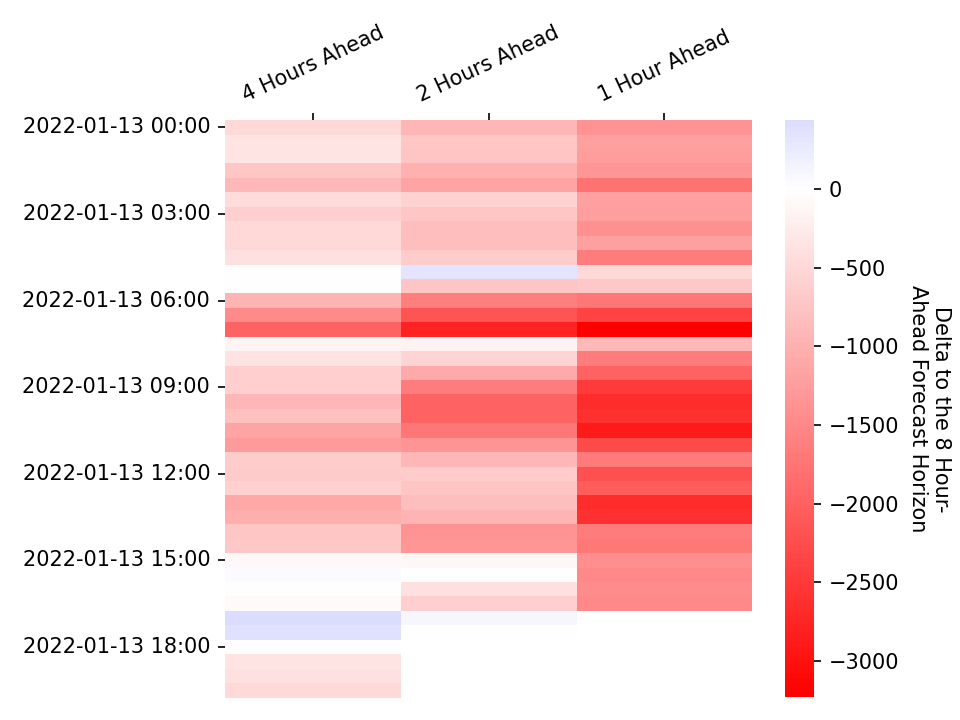 4 Hours Ahead
2 Hours Ahead
1 Hour Ahead
2022-01-13 00:00
2022-01-13 03:00
2022-01-13 06:00
2022-01-13 09:00
2022-01-13 12:00
2022-01-13 15:00
2022-01-13 18:00
0
−500
−1000
−1500
−2000
−2500
−3000
Delta to the 8 Hour-
Ahead Forecast Horizon